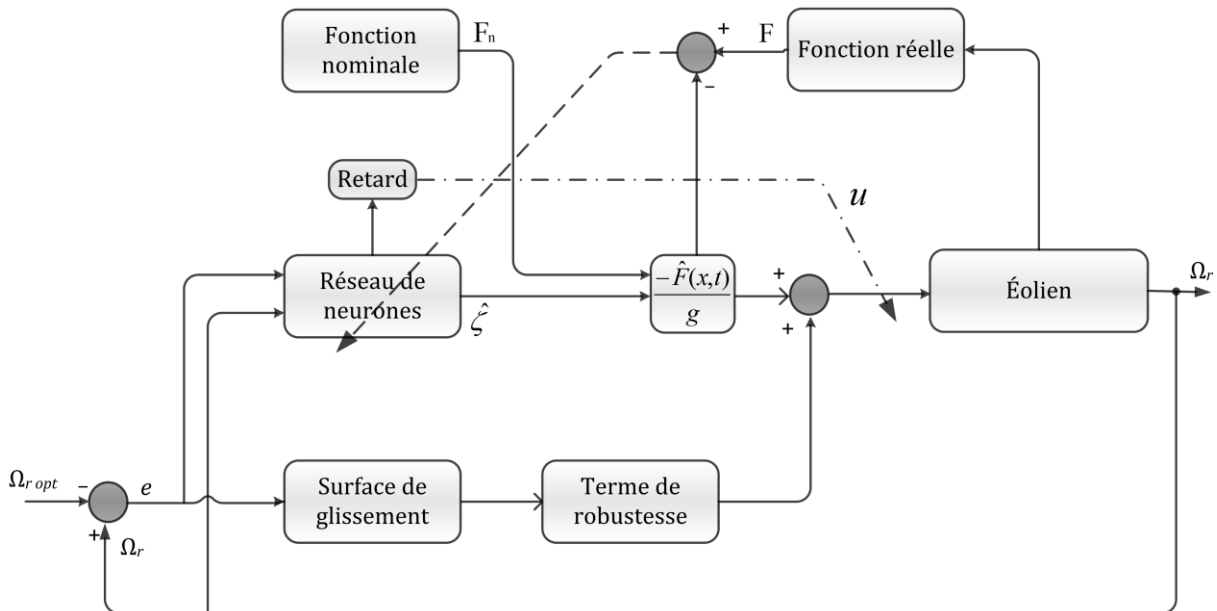 Fonction
nominale
Fn
+
F
Fonction réelle
-
Retard
u
Réseau de
neurones
ζ̂
-F̂(x,t)
g
+
+
Éolien
Ωr
Ωr opt
-
e
+
Ωr
Surface de
glissement
Terme de
robustesse